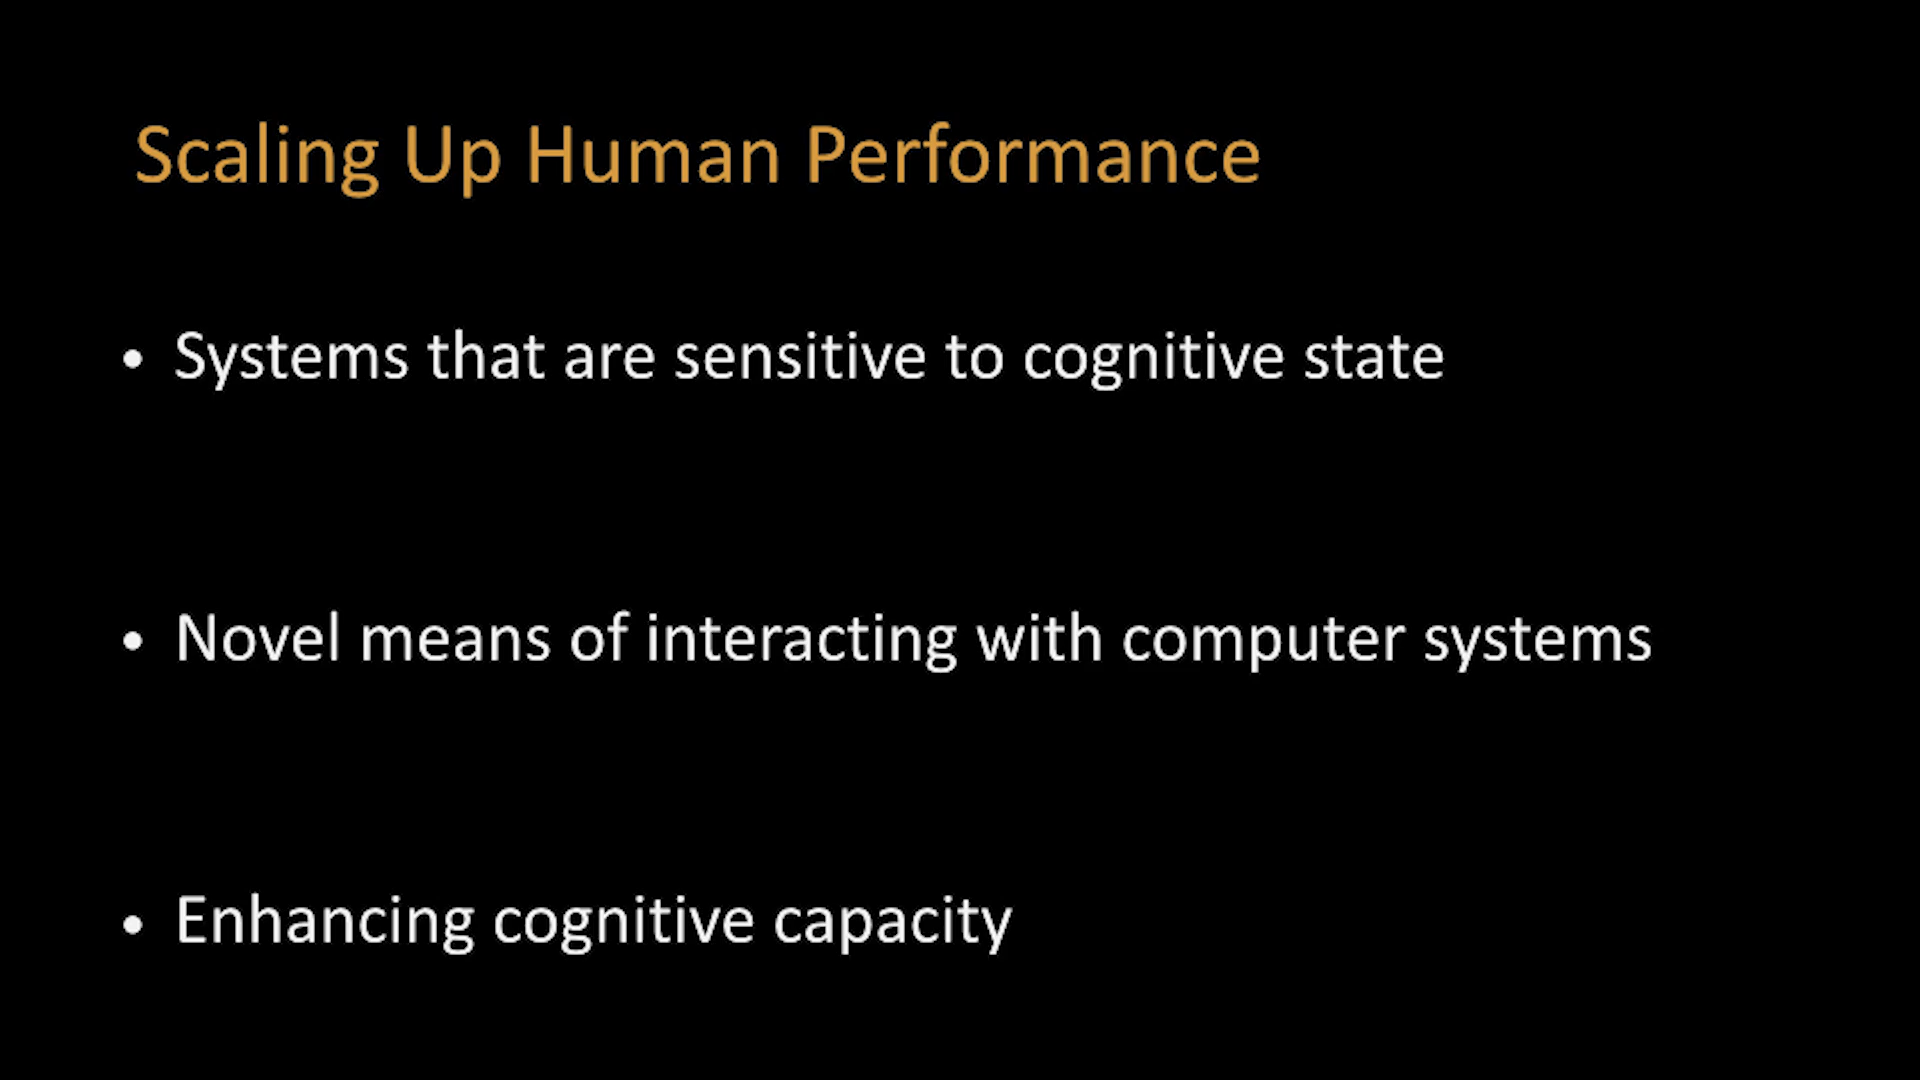 Scaling Up Human Performance
• Systems that are sensitive to cognitive state
• Novel means of interacting with computer systems
• Enhancing cognitive capacity